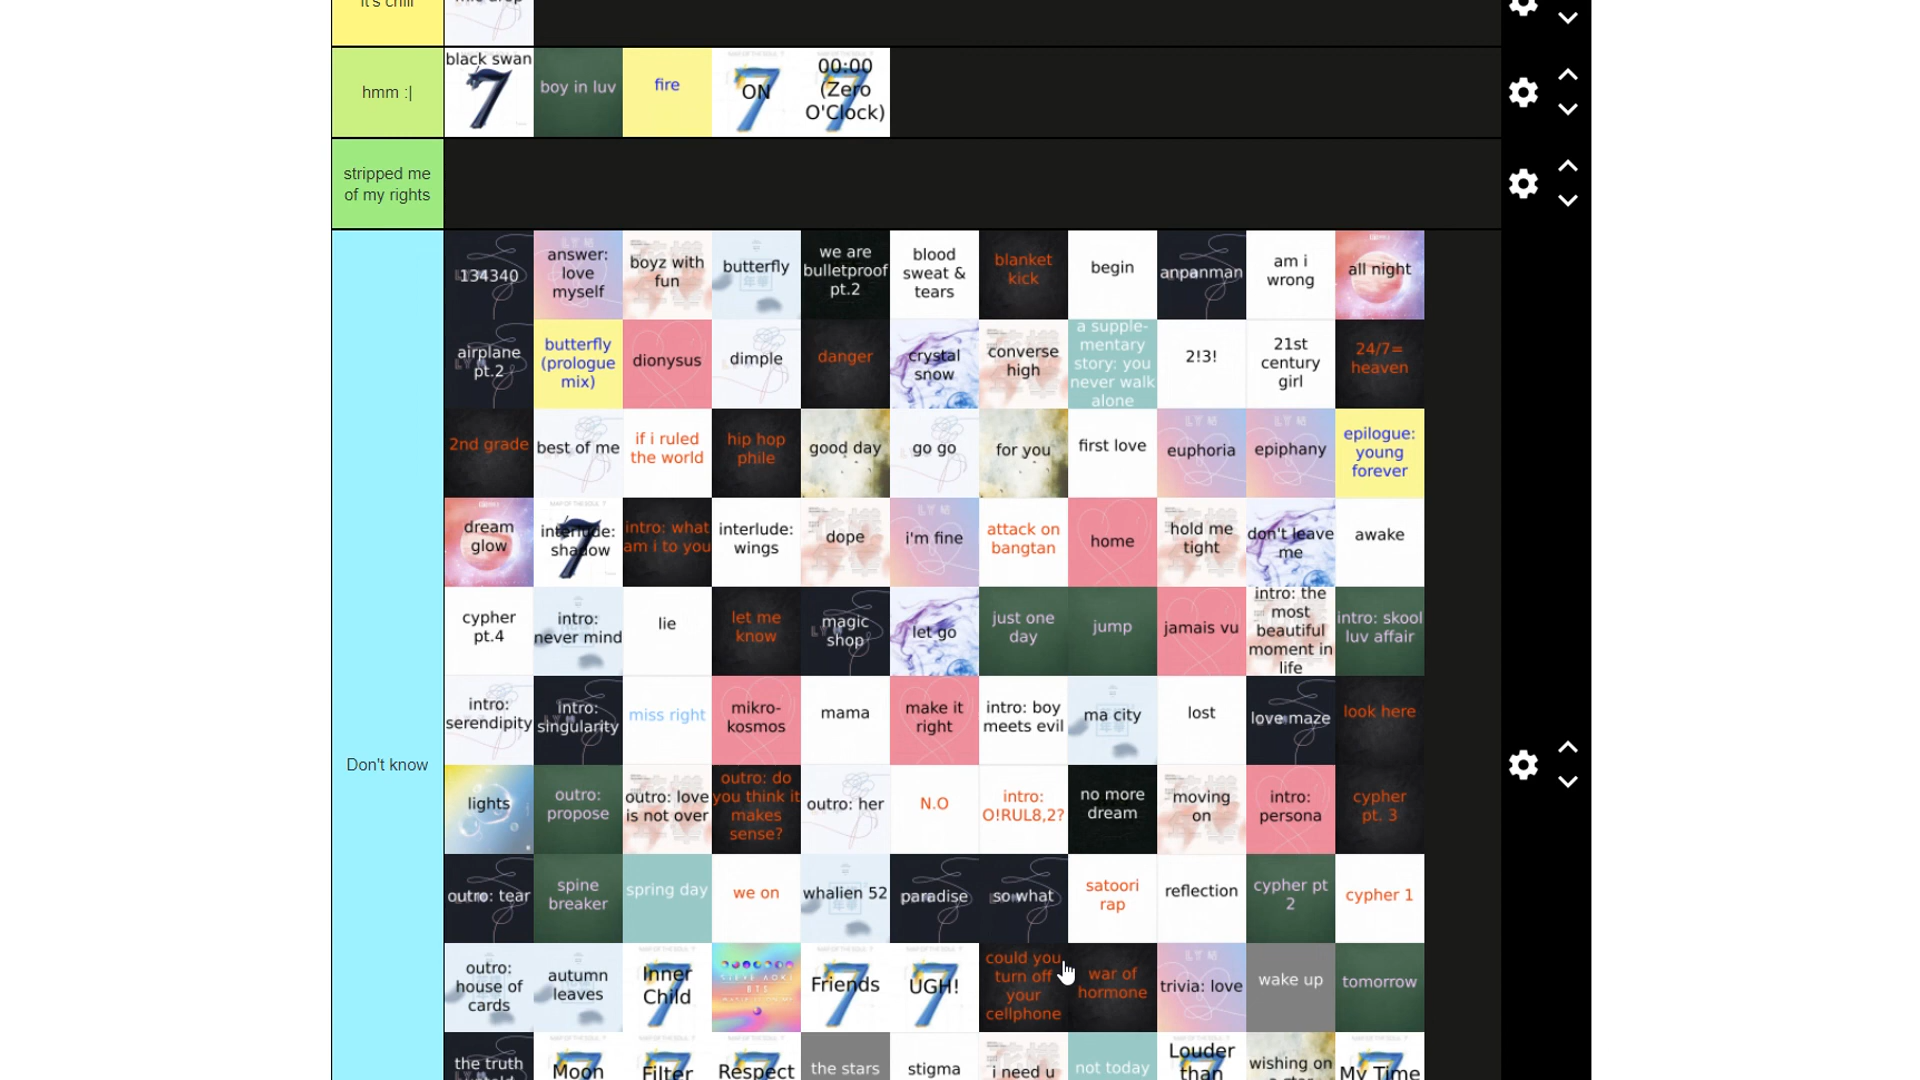 it's chill
mic drop
hmm :|
black swan
boy in luv
fire
ON
00:00
(Zero
O'Clock)
stripped me
of my rights
Don't know
134340
answer:
love
myself
boyz with
fun
butterfly
we are
bulletproof
pt.2
blood
sweat &
tears
blanket
kick
begin
anpanman
am i
wrong
all night
airplane
pt.2
butterfly
(prologue
mix)
dionysus
dimple
danger
crystal
snow
converse
high
a supple-
mentary
story: you
never walk
alone
2!3!
21st
century
girl
24/7=
heaven
2nd grade
best of me
if i ruled
the world
hip hop
phile
good day
go go
for you
first love
euphoria
epiphany
epilogue:
young
forever
dream
glow
interlude:
shadow
intro: what
am i to you
interlude:
wings
dope
i'm fine
attack on
bangtan
home
hold me
tight
don't leave
me
awake
cypher
pt.4
intro:
never mind
lie
let me
know
magic
shop
let go
just one
day
jump
jamais vu
intro: the
most
beautiful
moment in
life
intro: skool
luv affair
intro:
serendipity
intro:
singularity
miss right
mikro-
kosmos
mama
make it
right
intro: boy
meets evil
ma city
lost
love maze
look here
lights
outro:
propose
outro: love
is not over
outro: do
you think it
makes
sense?
outro: her
N.O
intro:
O!RUL8,2?
no more
dream
moving
on
intro:
persona
cypher
pt. 3
outro: tear
spine
breaker
spring day
we on
whalien 52
paradise
so what
satoori
rap
reflection
cypher pt
2
cypher 1
outro:
house of
cards
autumn
leaves
Inner
Child
STEVE AOKI
BTS
Friends
UGH!
could you
turn off
your
cellphone
war of
hormone
trivia: love
wake up
tomorrow
the truth
Moon
Filter
Respect
the stars
stigma
i need u
not today
Louder
than
wishing on
My Time